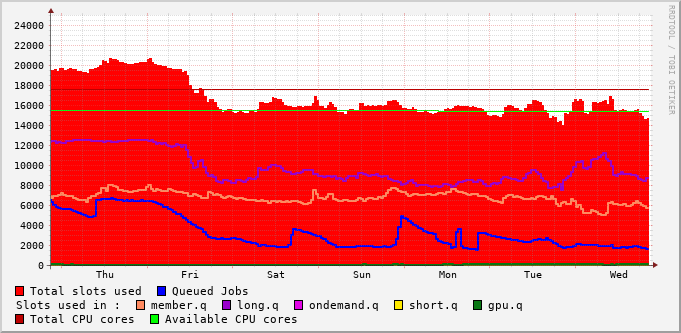 RRDTOOL / TOBI OETIKER
24000
22000
20000
18000
16000
14000
12000
10000
8000
6000
4000
2000
0
Thu Fri Sat Sun Mon Tue Wed
Total slots used Queued Jobs
Slots used in : member.q long.q ondemand.q short.q gpu.q
Total CPU cores Available CPU cores